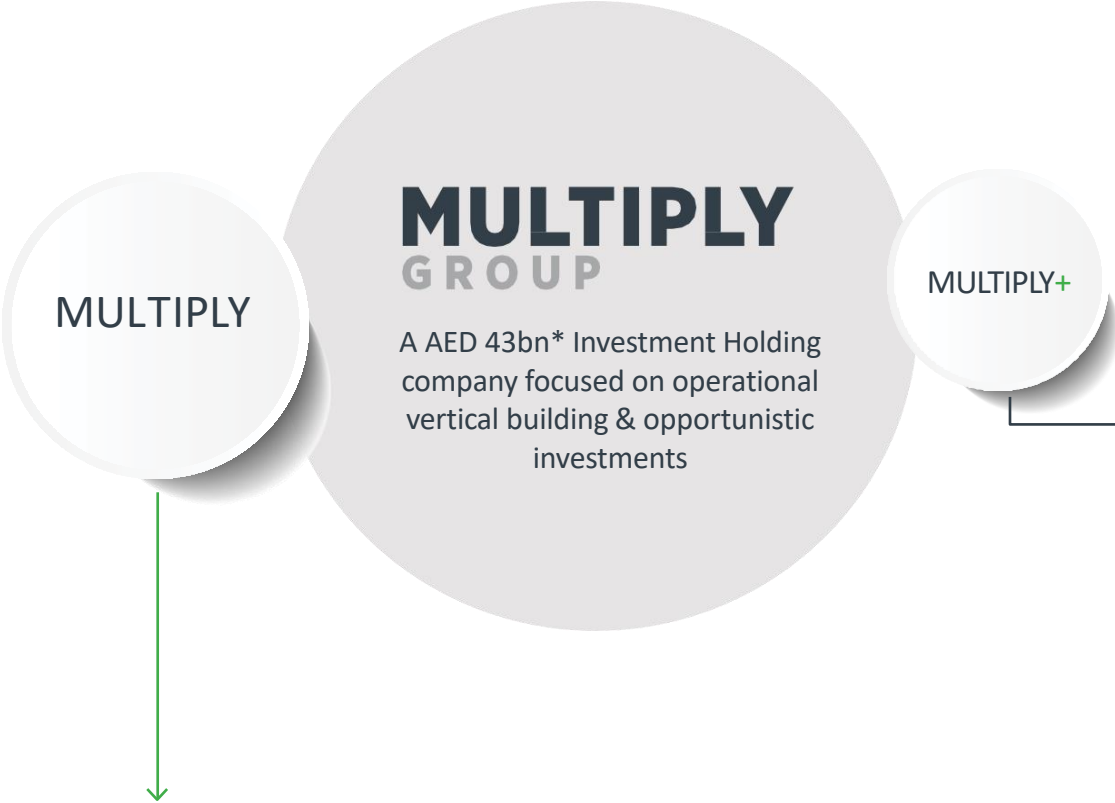 MULTIPLY
MULTIPLY
GROUP
A AED 43bn* Investment Holding
company focused on operational
vertical building & opportunistic
investments
MULTIPLY+